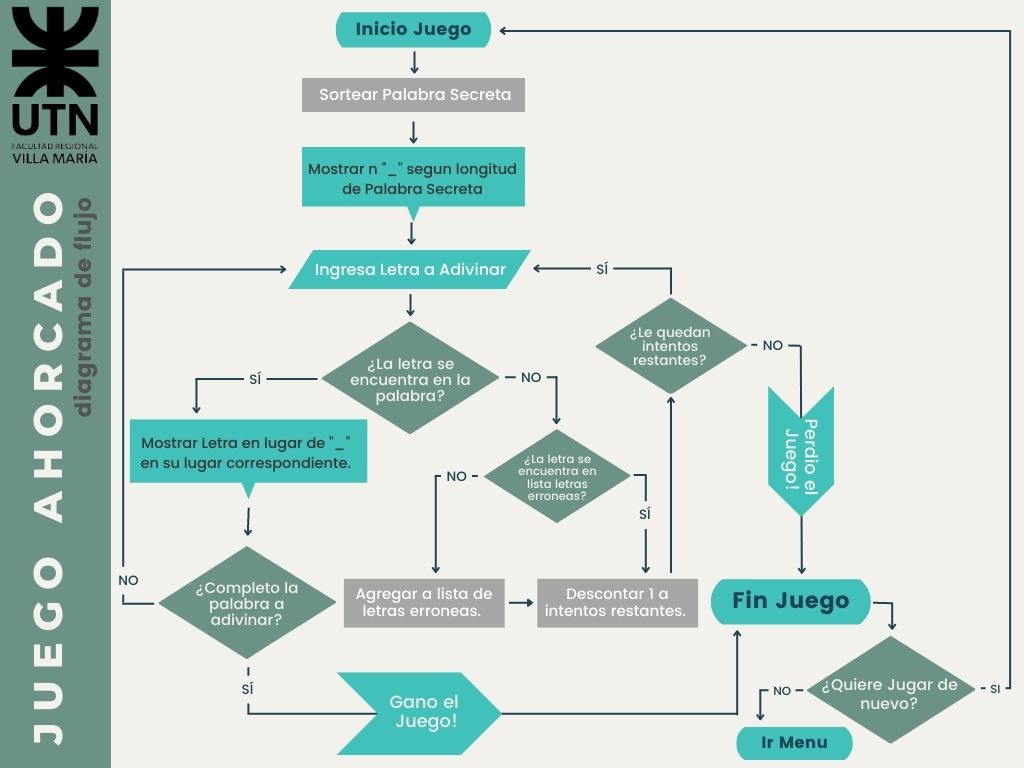 UTN
FACULTAD REGIONAL
VILLA MARÍA
JUEGO AHORCADO
diagrama de flujo
Inicio Juego
Sortear Palabra Secreta
Mostrar n "_" segun longitud
de Palabra Secreta
Ingresa Letra a Adivinar
SÍ
¿Le quedan
intentos
restantes?
NO
¿La letra se
encuentra en la
palabra?
SÍ
NO
Perdio el
Juego!
Mostrar Letra en lugar de "_"
en su lugar correspondiente.
¿La letra se
encuentra en
lista letras
erroneas?
NO
SÍ
NO
¿Completo la
palabra a
adivinar?
Agregar a lista de
letras erroneas.
Descontar 1 a
intentos restantes.
Fin Juego
SÍ
Gano el
Juego!
¿Quiere Jugar de
nuevo?
NO
SI
Ir Menu